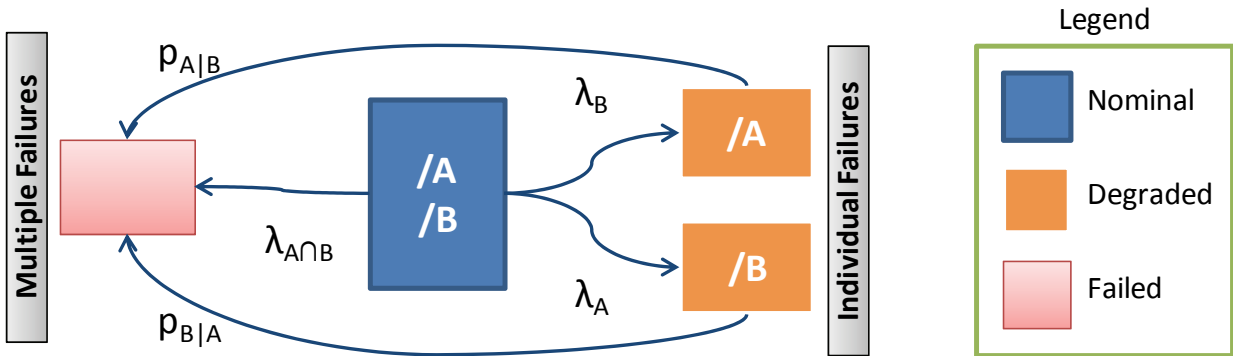 Multiple Failures
p_{A|B}
λ_{A∩B}
p_{B|A}
/A
/B
λ_B
λ_A
/A
/B
Individual Failures
Legend
Nominal
Degraded
Failed